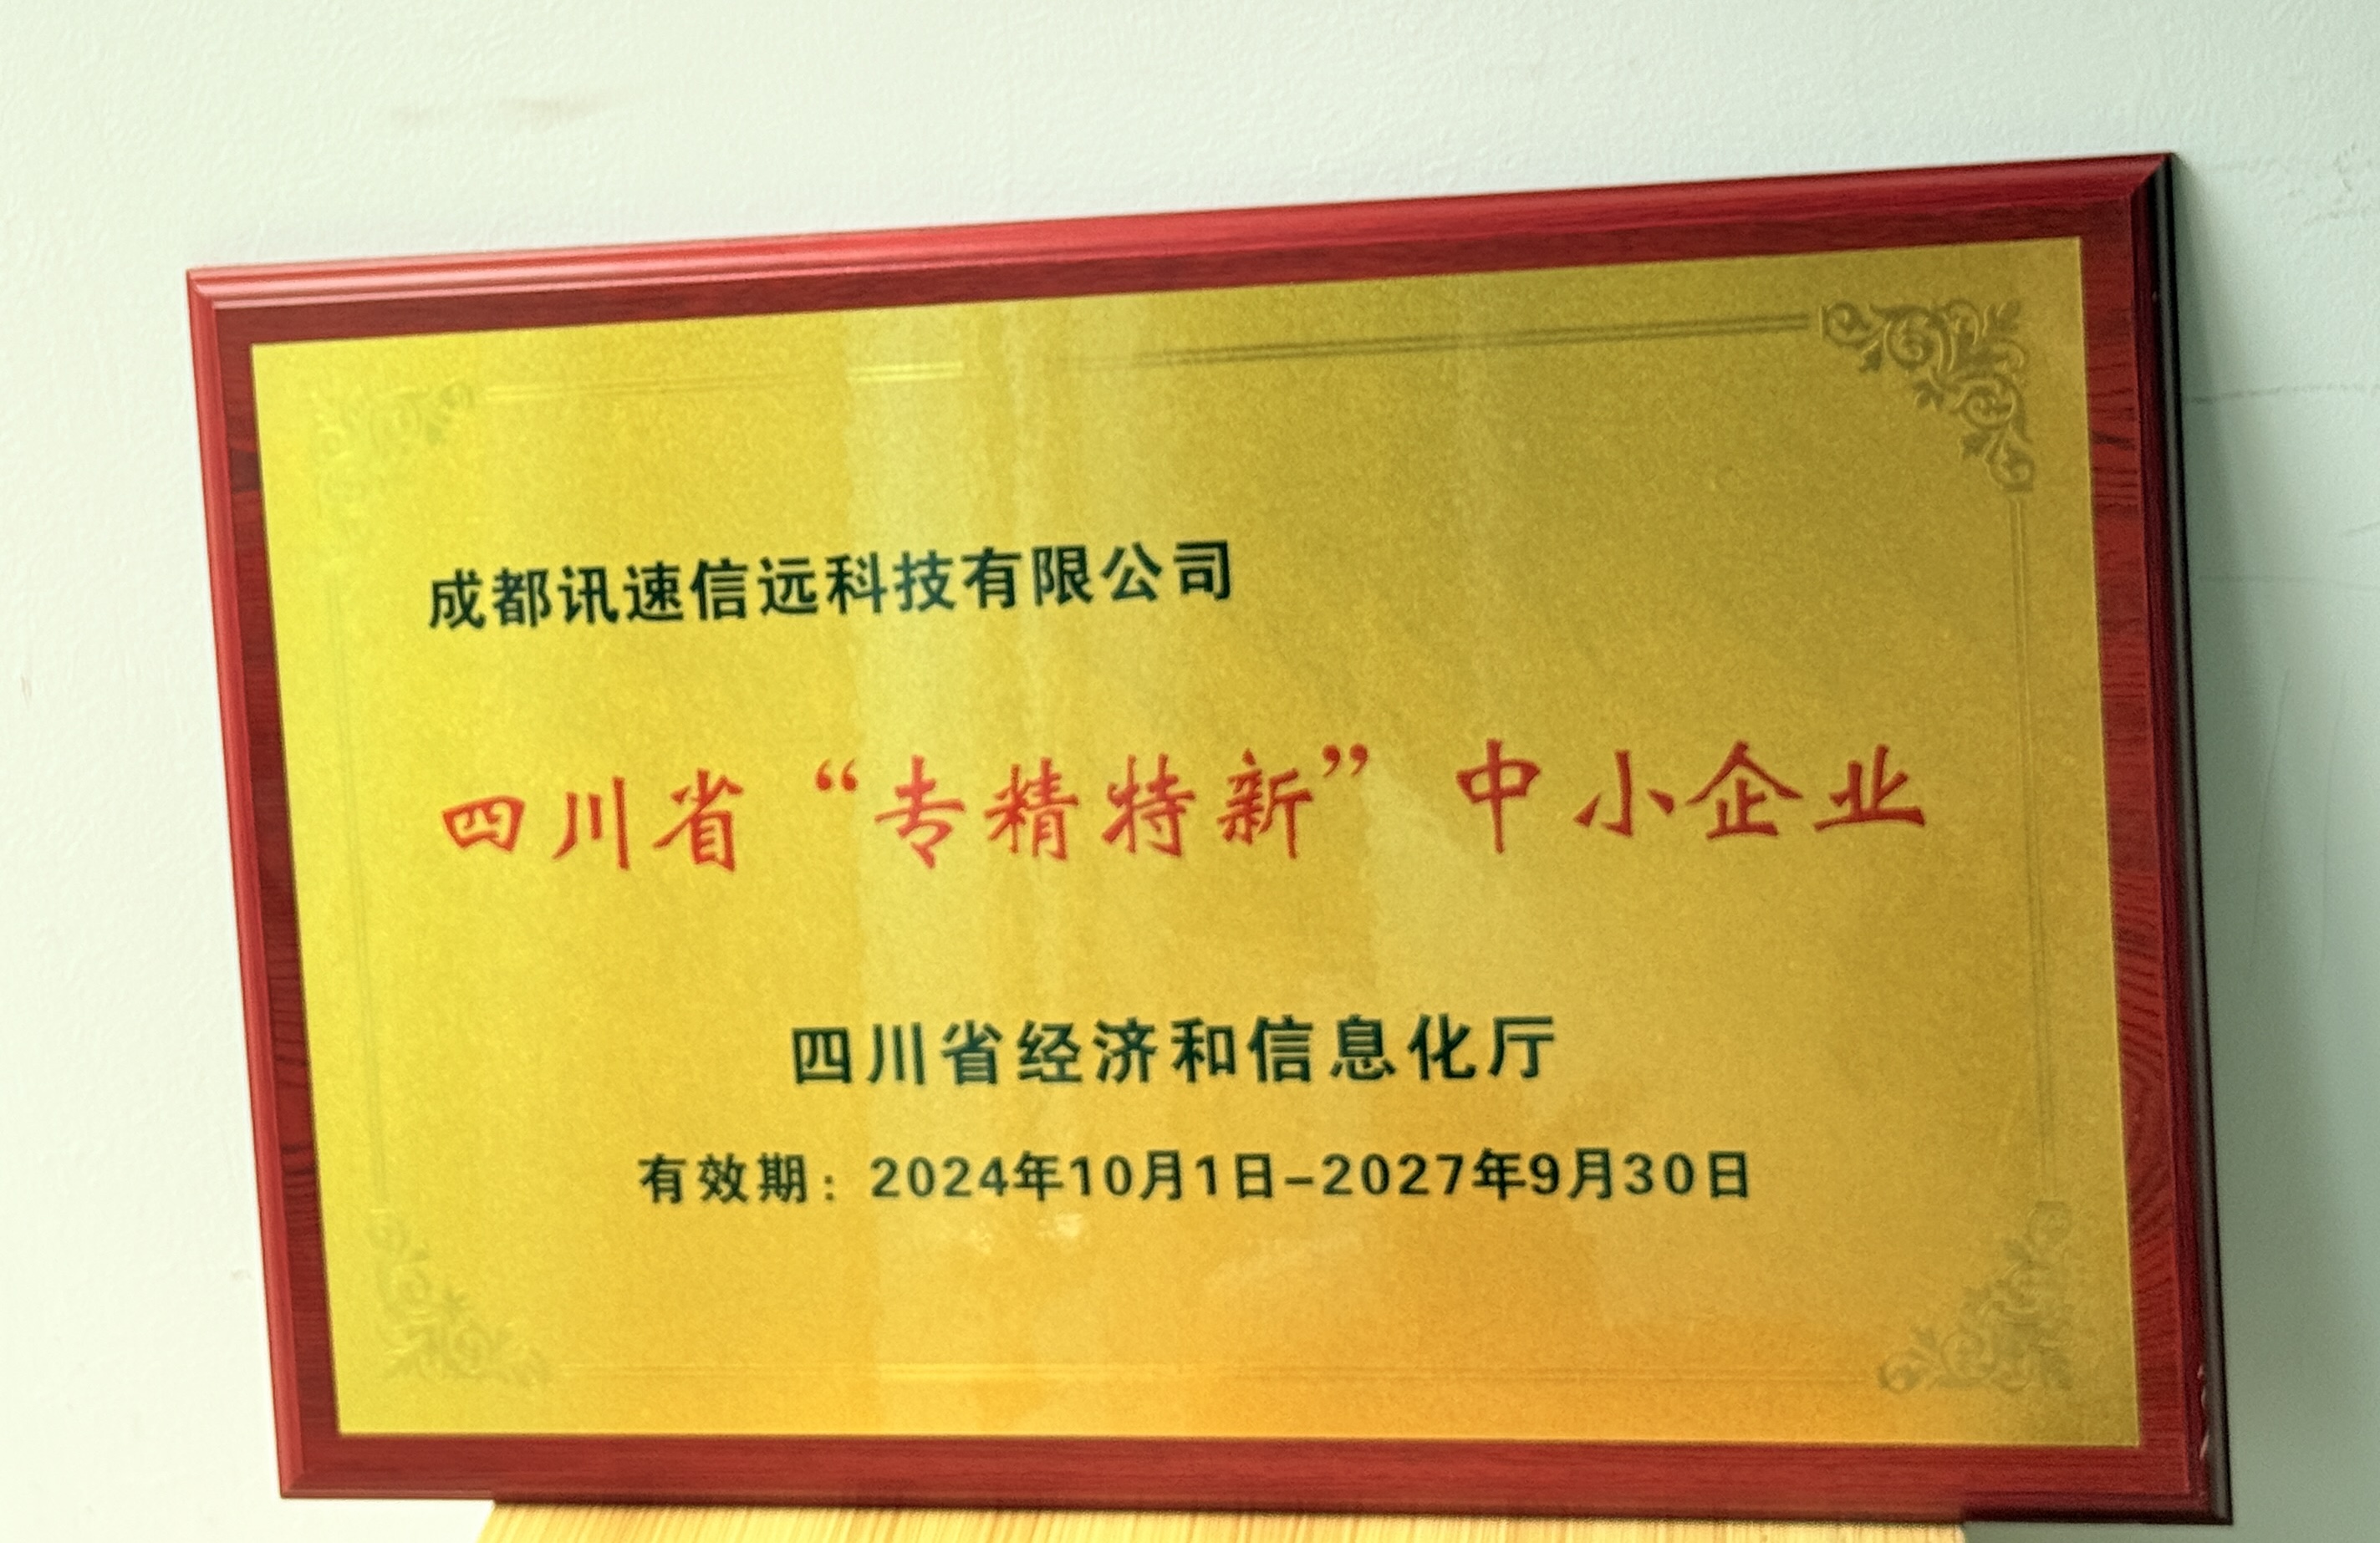 成都讯速信远科技有限公司
四川省“专精特新”中小企业
四川省经济和信息化厅
有效期：2024年10月1日-2027年9月30日